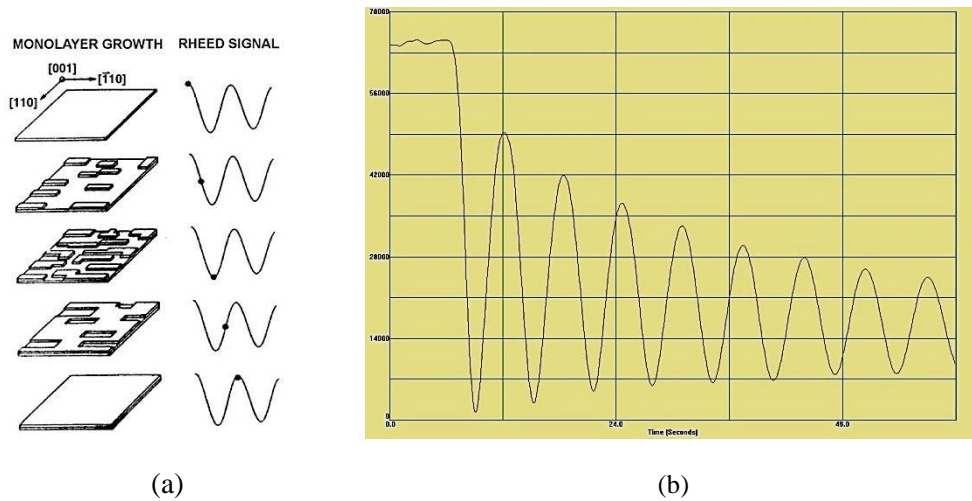 MONOLAYER GROWTH RHEED SIGNAL
[001]
[1̄10]
[110]
70000
56000
42000
28000
14000
0
0.0 24.0 48.0
Time [Seconds]
(a) (b)